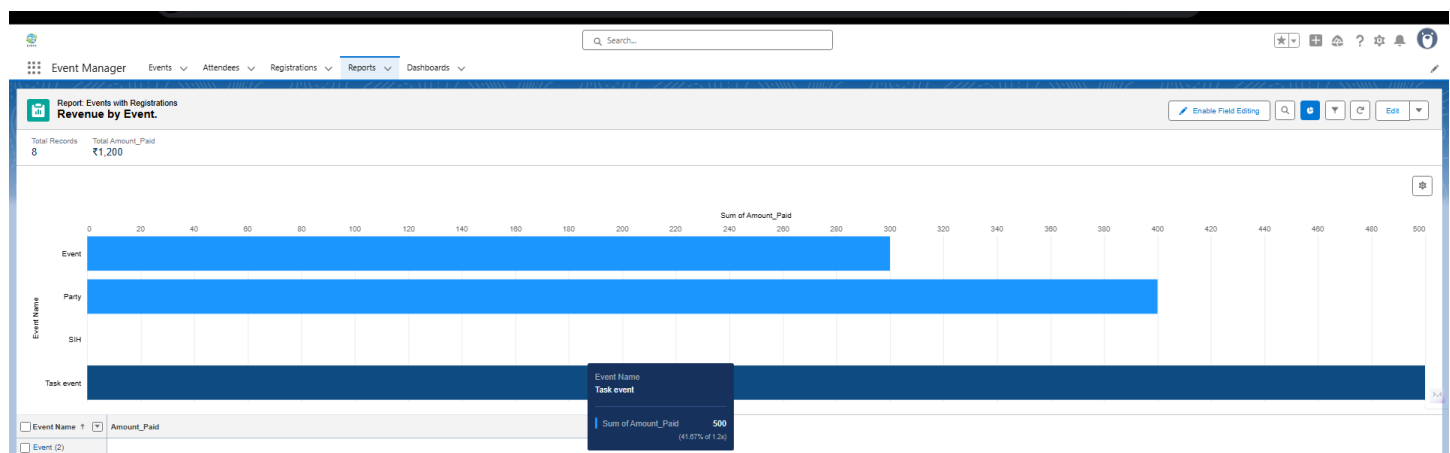 Search...
Event Manager Events Attendees Registrations Reports Dashboards
Report: Events with Registrations
Revenue by Event.
Enable Field Editing
Edit
Total Records Total Amount_Paid
8 ₹1,200
Sum of Amount_Paid
0 20 40 60 80 100 120 140 160 180 200 220 240 260 280 300 320 340 360 380 400 420 440 460 480 500
Event Name
Event
Party
SIH
Task event
Event Name
Task event
Sum of Amount_Paid 500
(41.67% of 1.2k)
Event Name ↑ Amount_Paid
Event (2)